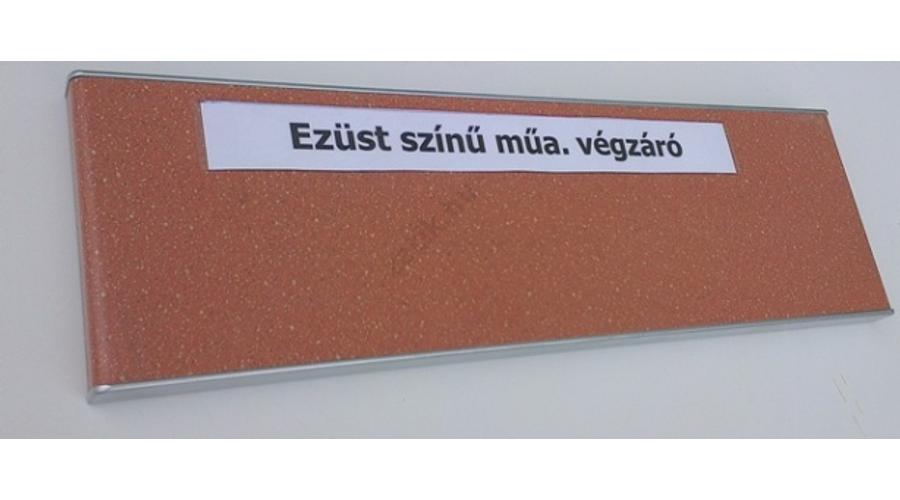 Ezüst színű műa. végzáró